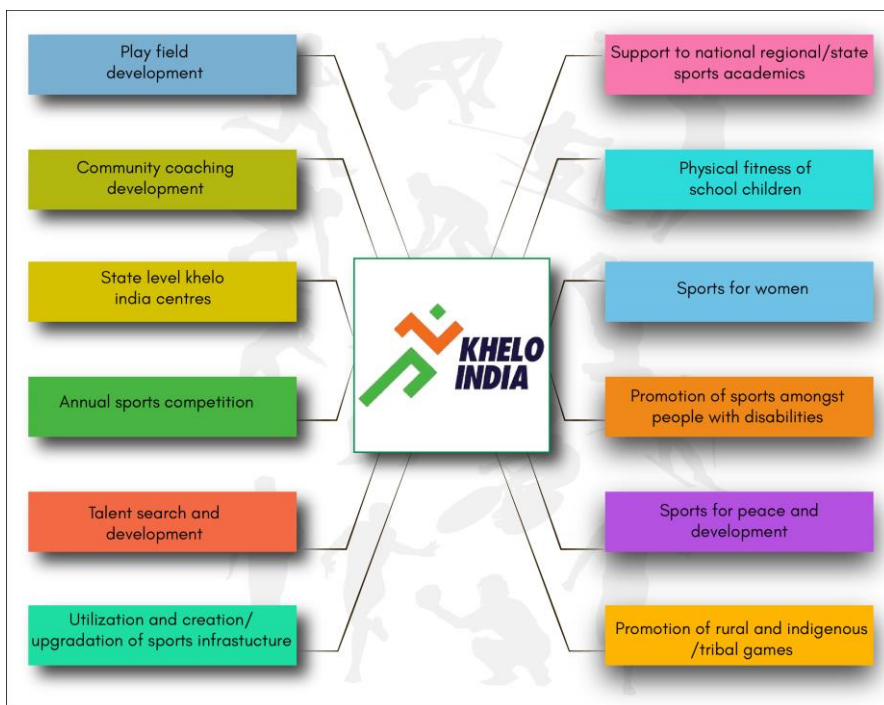 Play field
development
Community coaching
development
State level khelo
india centres
Annual sports competition
Talent search and
development
Utilization and creation/
upgradation of sports infrastucture
KHELO
INDIA
Support to national regional/state
sports academics
Physical fitness of
school children
Sports for women
Promotion of sports amongst
people with disabilities
Sports for peace and
development
Promotion of rural and indigenous
/tribal games